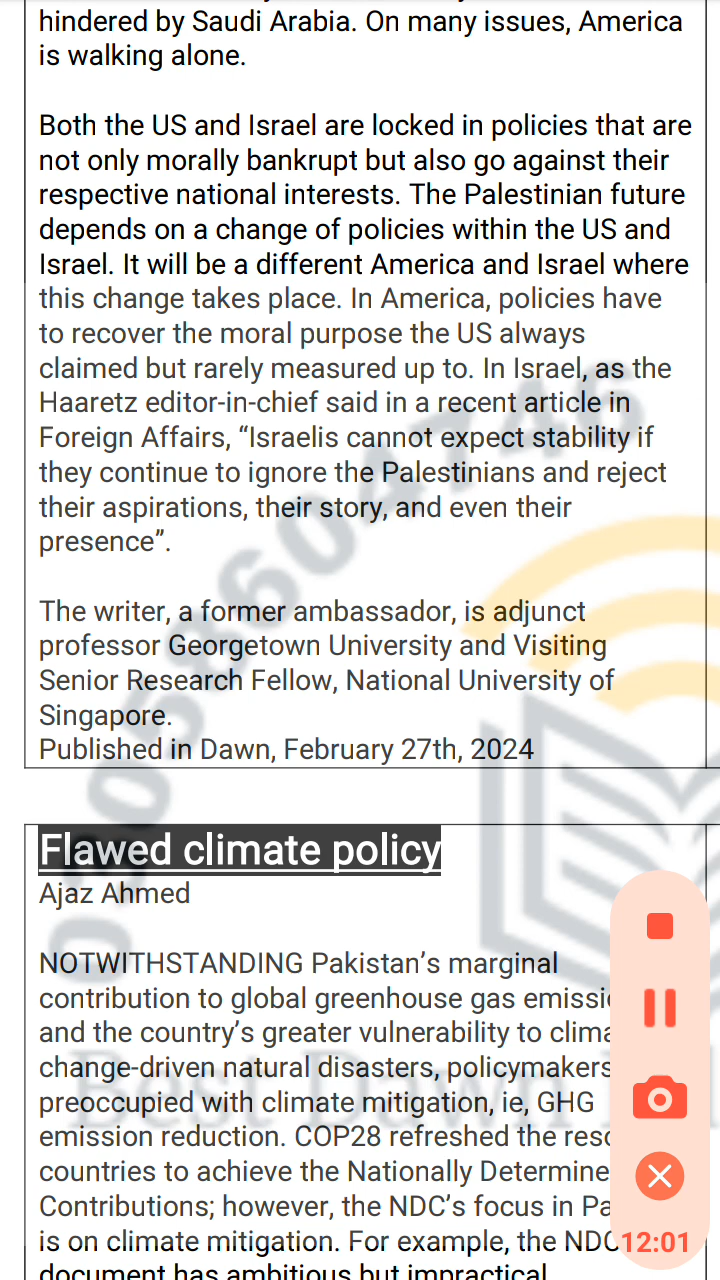 hindered by Saudi Arabia. On many issues, America
is walking alone.
Both the US and Israel are locked in policies that are
not only morally bankrupt but also go against their
respective national interests. The Palestinian future
depends on a change of policies within the US and
Israel. It will be a different America and Israel where
this change takes place. In America, policies have
to recover the moral purpose the US always
claimed but rarely measured up to. In Israel, as the
Haaretz editor-in-chief said in a recent article in
Foreign Affairs, “Israelis cannot expect stability if
they continue to ignore the Palestinians and reject
their aspirations, their story, and even their
presence”.
The writer, a former ambassador, is adjunct
professor Georgetown University and Visiting
Senior Research Fellow, National University of
Singapore.
Published in Dawn, February 27th, 2024
03058604746
Flawed climate policy
Ajaz Ahmed
NOTWITHSTANDING Pakistan’s marginal
contribution to global greenhouse gas
and the country’s greater vulnerability to
change-driven natural disasters, policymakers
preoccupied with climate mitigation, ie, GHG
emission reduction. COP28 refreshed the
countries to achieve the Nationally
Contributions; however, the NDC’s focus in
is on climate mitigation. For example, the
document has ambitious but impractical
Best Dawn
12:01